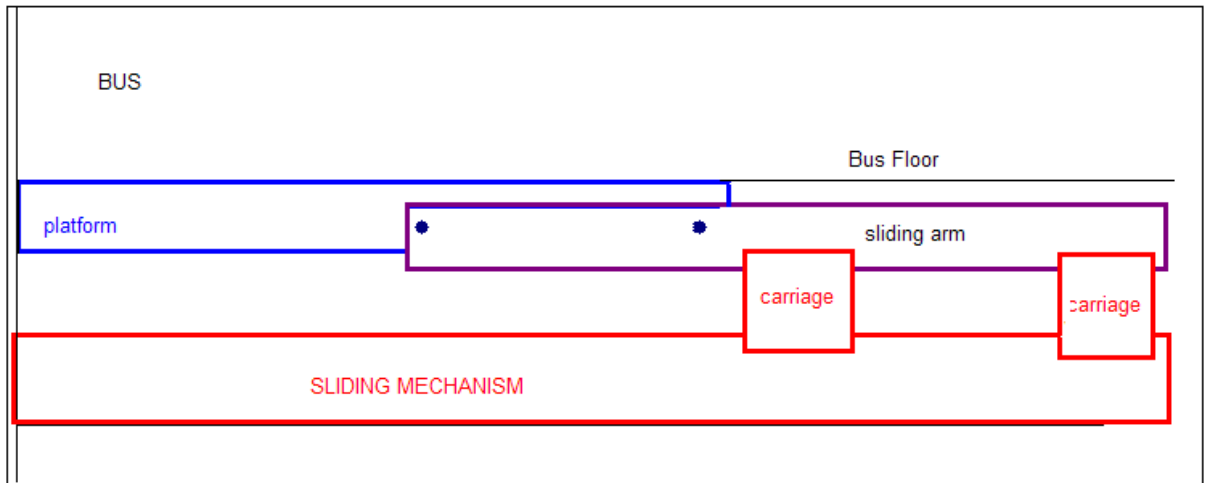 BUS
Bus Floor
platform
sliding arm
carriage
carriage
SLIDING MECHANISM